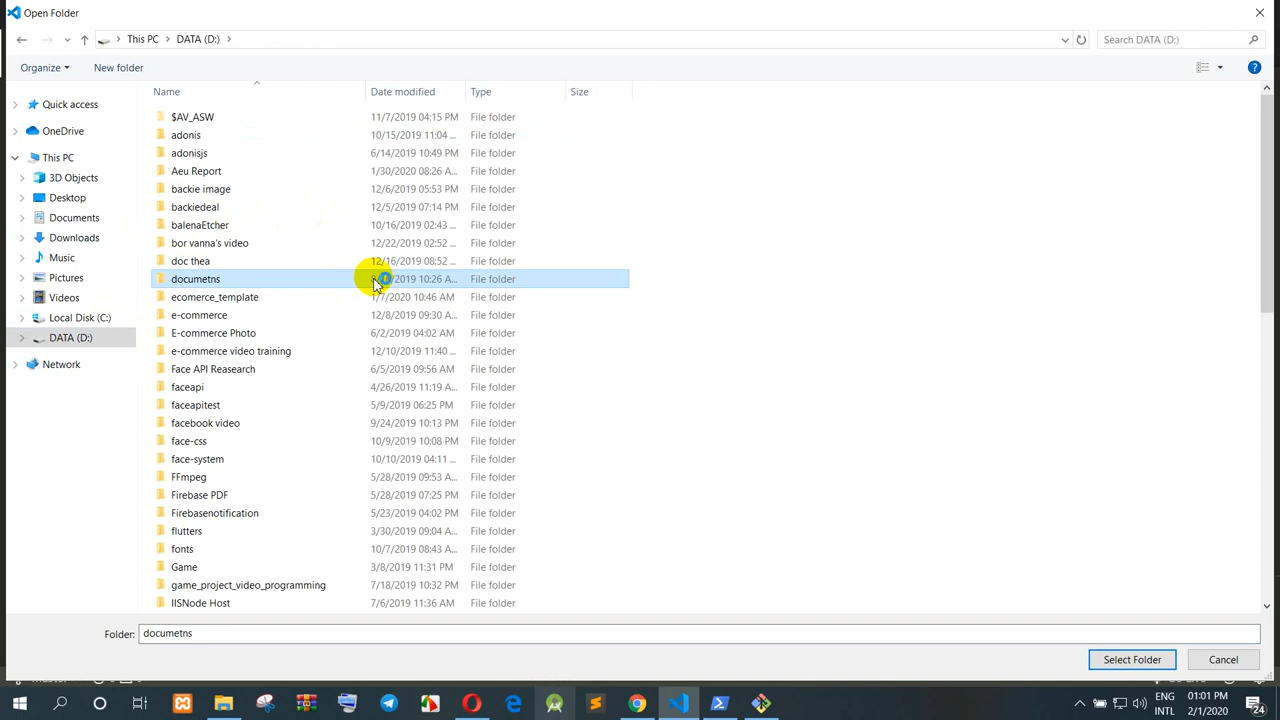 Open Folder
This PC > DATA (D:) >
Search DATA (D:)
Organize
New folder
Name
Date modified
Type
Size
Quick access
OneDrive
This PC
3D Objects
Desktop
Documents
Downloads
Music
Pictures
Videos
Local Disk (C:)
DATA (D:)
Network
$AV_ASW 11/7/2019 04:15 PM File folder
adonis 10/15/2019 11:04 ... File folder
adonisjs 6/14/2019 10:49 PM File folder
Aeu Report 1/30/2020 08:26 A... File folder
backie image 12/6/2019 05:53 PM File folder
backiedeal 12/5/2019 07:14 PM File folder
balenaEtcher 10/16/2019 02:43 ... File folder
bor vanna's video 12/22/2019 02:52 ... File folder
doc thea 12/16/2019 08:52 ... File folder
documetns 2019 10:26 A... File folder
ecomerce_template 1/7/2020 10:46 AM File folder
e-commerce 12/8/2019 09:30 A... File folder
E-commerce Photo 6/2/2019 04:02 AM File folder
e-commerce video training 12/10/2019 11:40 ... File folder
Face API Reasearch 6/5/2019 09:56 AM File folder
faceapi 4/26/2019 11:19 A... File folder
faceapitest 5/9/2019 06:25 PM File folder
facebook video 9/24/2019 10:13 PM File folder
face-css 10/9/2019 10:08 PM File folder
face-system 10/10/2019 04:11 ... File folder
FFmpeg 5/28/2019 09:53 A... File folder
Firebase PDF 5/28/2019 07:25 PM File folder
Firebasenotification 5/23/2019 04:02 PM File folder
flutters 3/30/2019 09:04 A... File folder
fonts 10/7/2019 08:43 A... File folder
Game 3/8/2019 11:31 PM File folder
game_project_video_programming 7/18/2019 10:32 PM File folder
IISNode Host 7/6/2019 11:36 AM File folder
Folder: documetns
Select Folder
Cancel
ENG
INTL
01:01 PM
2/1/2020
24